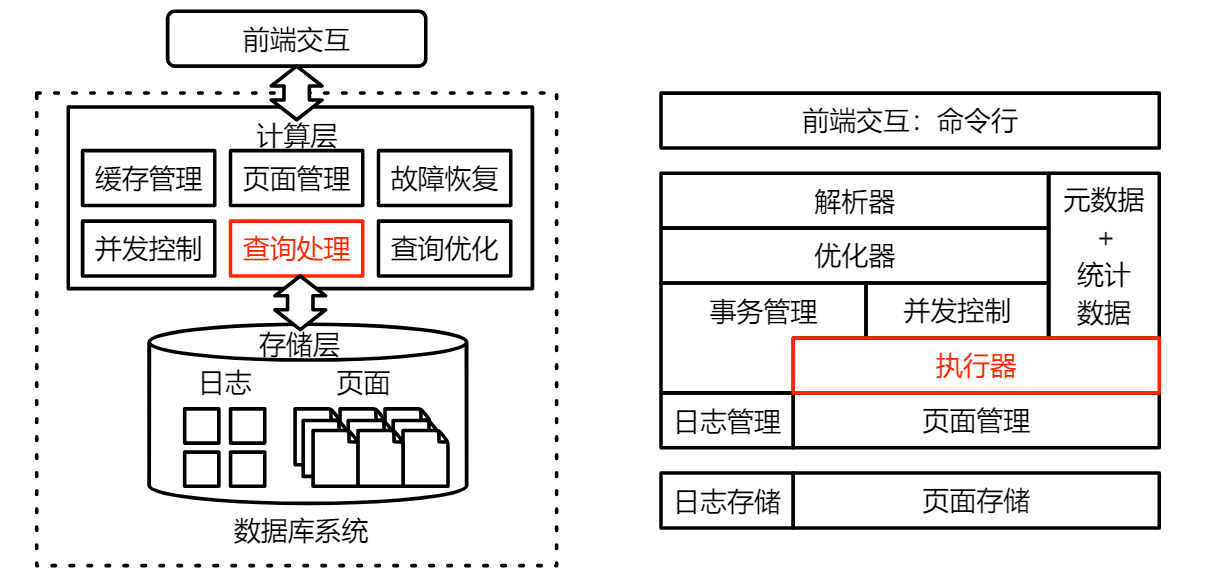 前端交互
计算层
缓存管理
页面管理
故障恢复
并发控制
查询处理
查询优化
存储层
日志
页面
数据库系统
前端交互：命令行
解析器
优化器
事务管理
并发控制
元数据
+
统计
数据
执行器
日志管理
页面管理
日志存储
页面存储